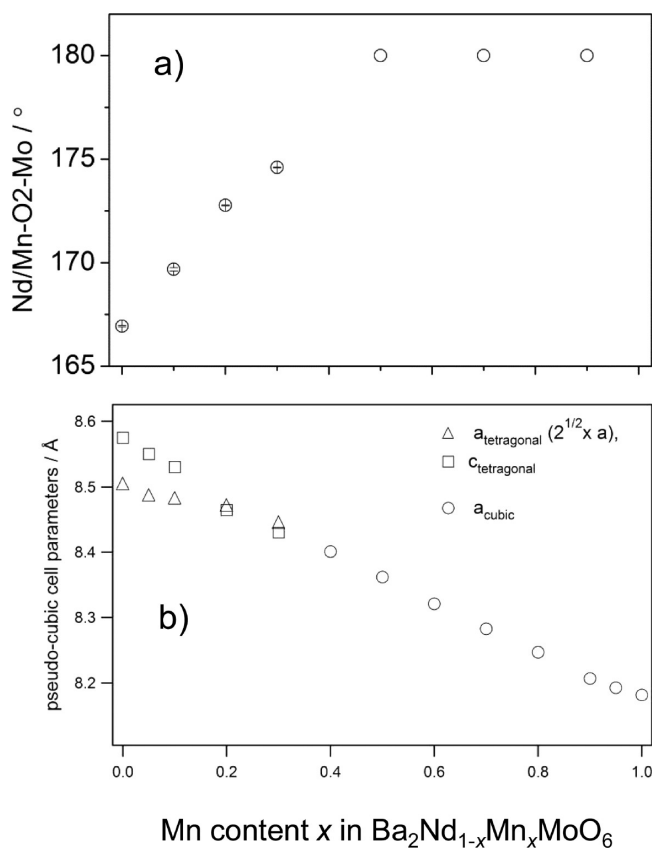 Nd/Mn-O2-Mo / °
a)
180
175
170
165
pseudo-cubic cell parameters / Å
8.6
8.5
8.4
8.3
8.2
a_tetragonal (2^1/2 x a),
c_tetragonal
a_cubic
b)
0.0 0.2 0.4 0.6 0.8 1.0
Mn content x in Ba₂Nd₁₋ₓMnₓMoO₆